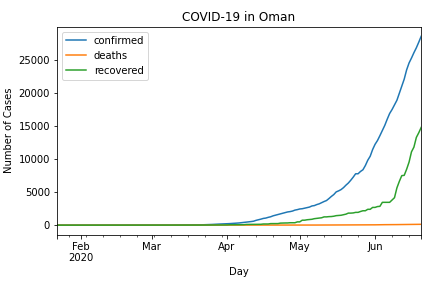 COVID-19 in Oman
confirmed
deaths
recovered
Number of Cases
25000
20000
15000
10000
5000
0
Feb
2020
Mar
Apr
May
Jun
Day